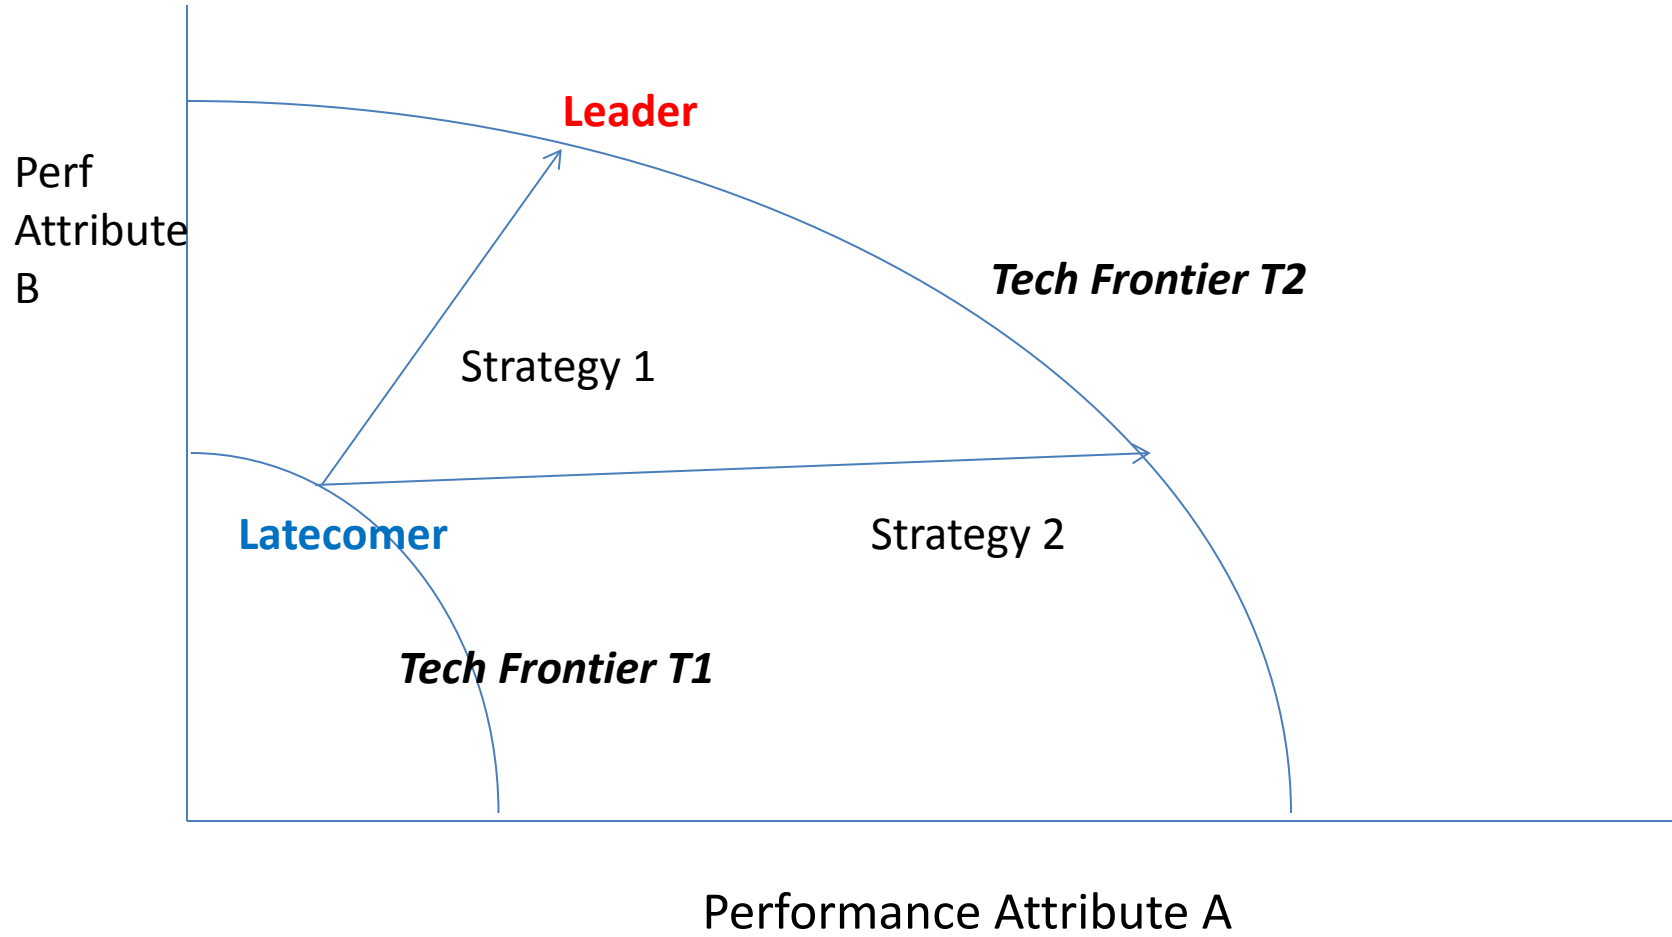 Leader
Perf
Attribute
B
Tech Frontier T2
Strategy 1
Latecomer
Strategy 2
Tech Frontier T1
Performance Attribute A